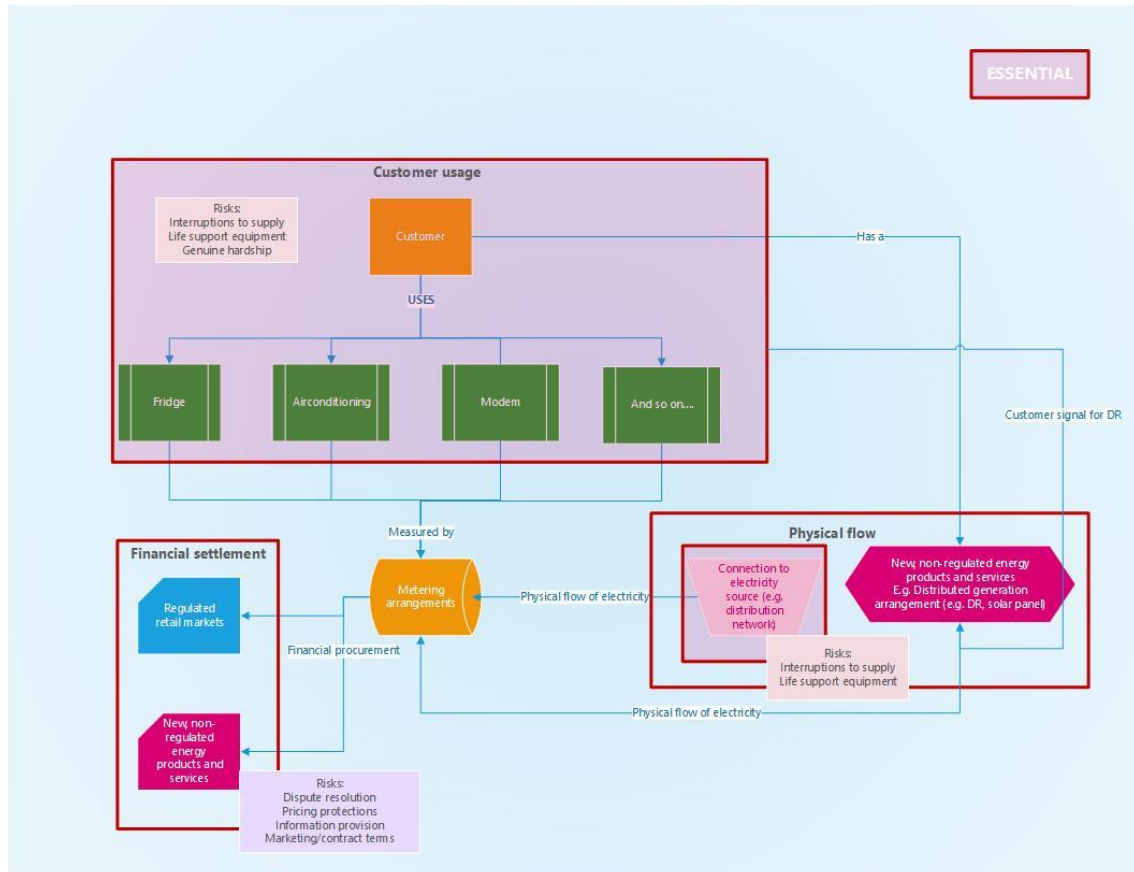 ESSENTIAL
Customer usage
Risks:
Interruptions to supply
Life support equipment
Genuine hardship
Customer
Has a
USES
Fridge
Airconditioning
Modem
And so on....
Customer signal for DR
Measured by
Financial settlement
Regulated
retail markets
Metering
arrangements
Financial procurement
New, non-
regulated
energy
products and
services
Risks:
Dispute resolution
Pricing protections
Information provision
Marketing/contract terms
Physical flow
Connection to
electricity
source (e.g.
distribution
network)
New, non-regulated energy
products and services
E.g. Distributed generation
arrangement (e.g. DR, solar panel)
Physical flow of electricity
Risks:
Interruptions to supply
Life support equipment
Physical flow of electricity